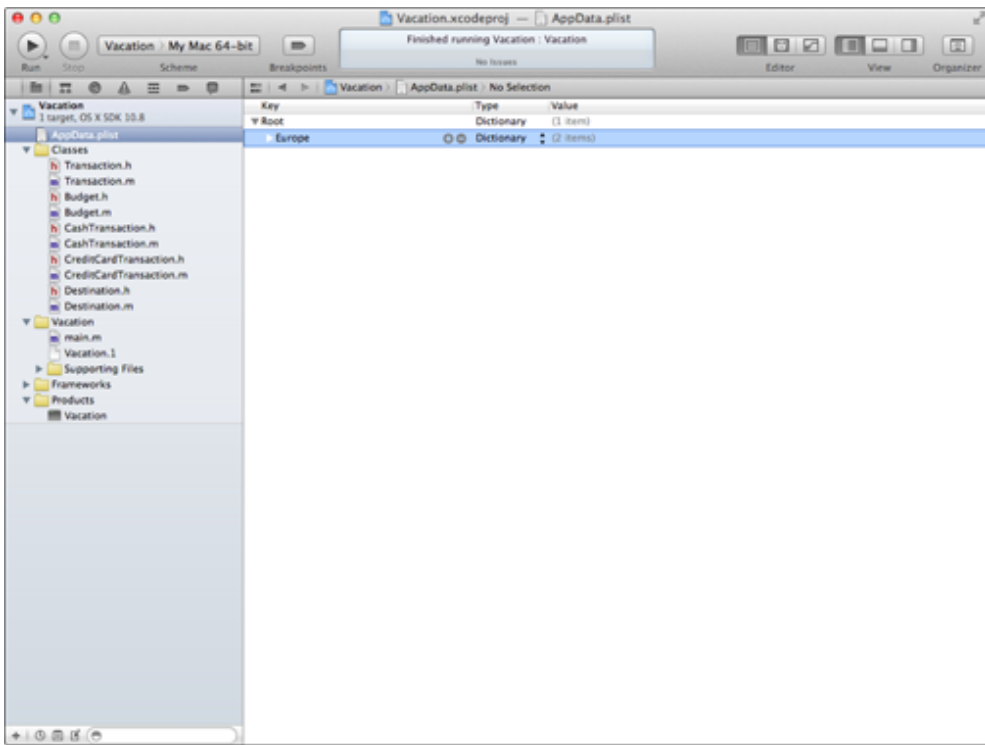 Vacation.xcodeproj — AppData.plist
Vacation > My Mac 64-bit
Finished running Vacation : Vacation
No Issues
Run Stop Scheme Breakpoints Editor View Organizer
Vacation > AppData.plist > No Selection
Vacation
1 target, OS X SDK 10.8
AppData.plist
Classes
Transaction.h
Transaction.m
Budget.h
Budget.m
CashTransaction.h
CashTransaction.m
CreditCardTransaction.h
CreditCardTransaction.m
Destination.h
Destination.m
Vacation
main.m
Vacation.1
Supporting Files
Frameworks
Products
Vacation
Key Type Value
Root Dictionary (1 item)
Europe Dictionary (2 items)